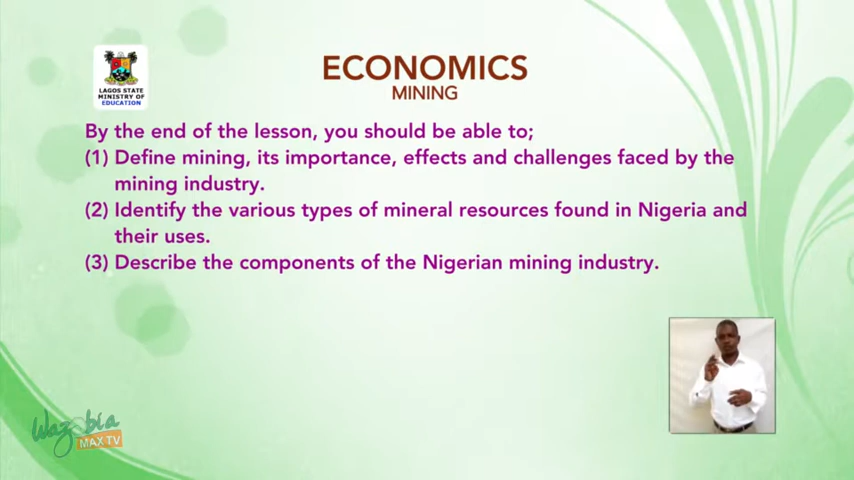 LAGOS STATE
MINISTRY OF
EDUCATION
ECONOMICS
MINING
By the end of the lesson, you should be able to;
(1) Define mining, its importance, effects and challenges faced by the
mining industry.
(2) Identify the various types of mineral resources found in Nigeria and
their uses.
(3) Describe the components of the Nigerian mining industry.
Wazobia
MAX TV